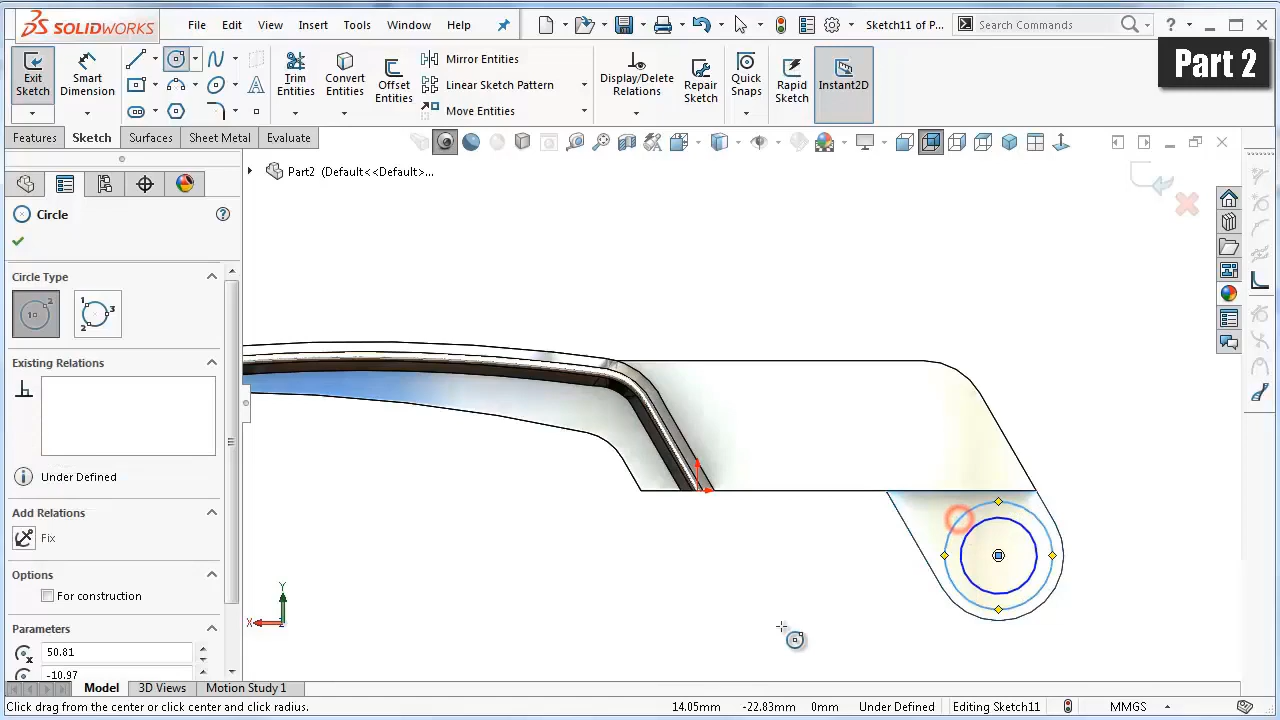 SOLIDWORKS File Edit View Insert Tools Window Help Sketch11 of P... Search Commands ?
Part 2
Exit Sketch Smart Dimension Trim Entities Convert Entities Offset Entities Mirror Entities Linear Sketch Pattern Move Entities Display/Delete Relations Repair Sketch Quick Snaps Rapid Sketch Instant2D
Features Sketch Surfaces Sheet Metal Evaluate
Part2 (Default<<Default>...
Circle ?
Circle Type
Existing Relations
Under Defined
Add Relations
Fix
Options
For construction
Parameters
50.81
-10.97
Y
X
Model 3D Views Motion Study 1
Click drag from the center or click center and click radius. 14.05mm -22.83mm 0mm Under Defined Editing Sketch11 MMGS